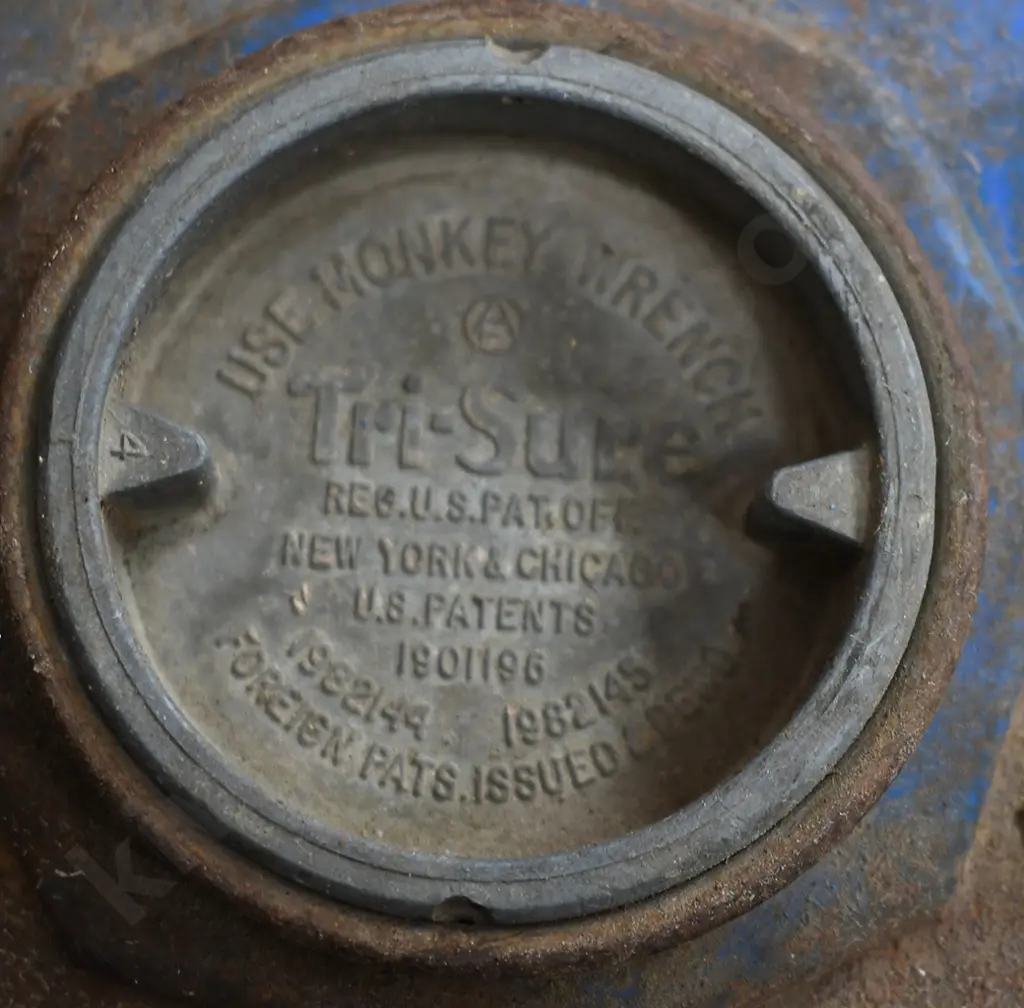 USE MONKEY WRENCH
A
Tri-Sure
REG.U.S.PAT.OFF.
NEW YORK & CHICAGO
U.S.PATENTS
1901196
1982144 1982145
FOREIGN PATS.ISSUED &
4